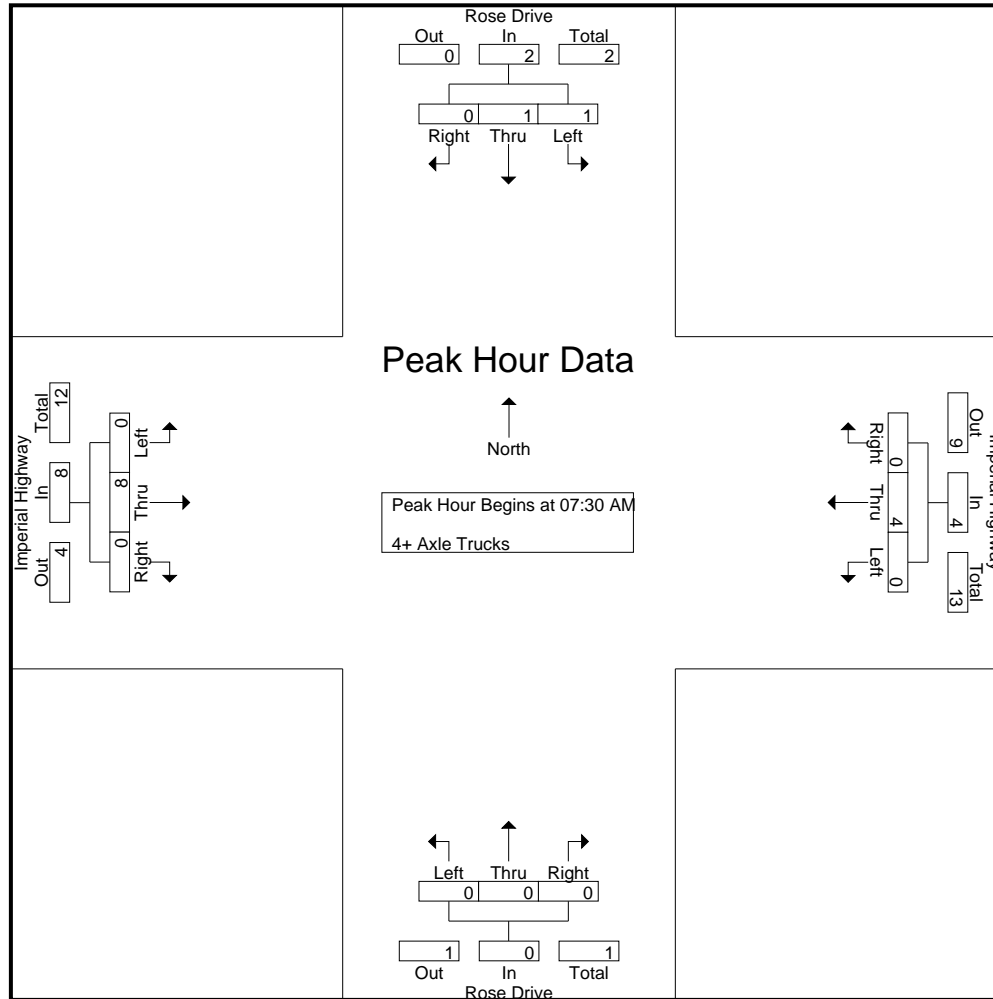 Rose Drive
Out In Total
0 2 2
0 1 1
Right Thru Left
Peak Hour Data
North
Peak Hour Begins at 07:30 AM
4+ Axle Trucks
Imperial Highway
Total In Out
12 8 4
0 8 0
Left Thru Right
Imperial Highway
Out In Total
9 4 13
0 4 0
Right Thru Left
Left Thru Right
0 0 0
1 0 1
Out In Total
Rose Drive